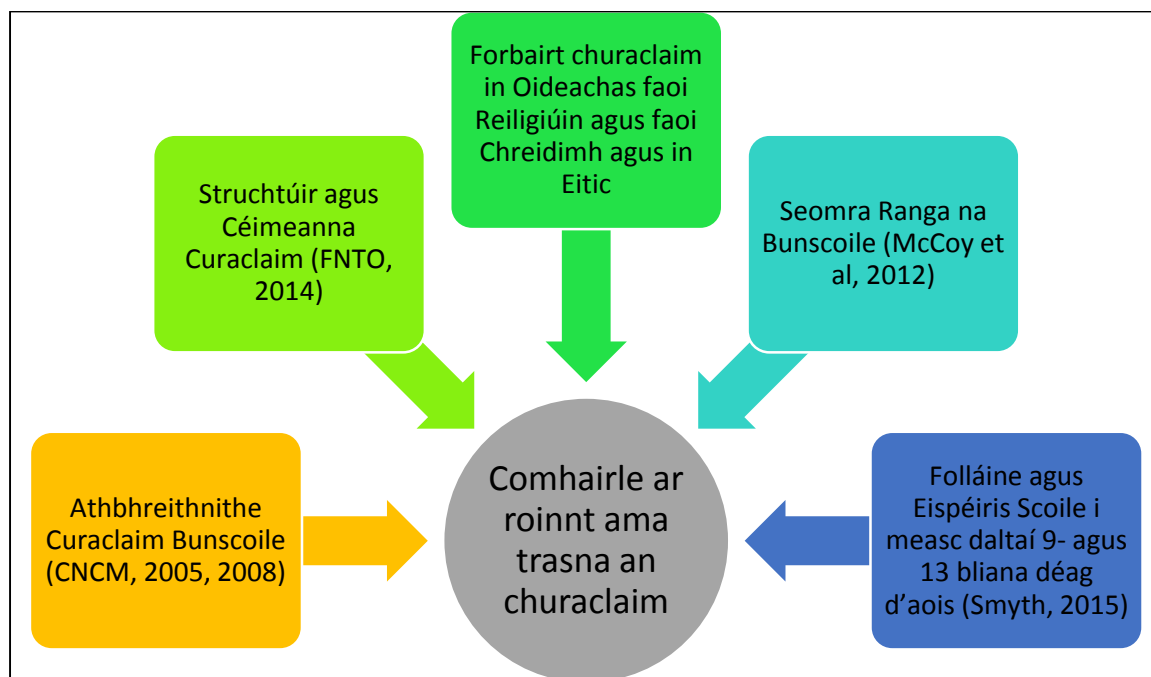 Forbairt churaclaim
in Oideachas faoi
Reiligiúin agus faoi
Chreidimh agus in
Eitic
Struchtúir agus
Céimeanna
Curaclaim (FNTO,
2014)
Seomra Ranga na
Bunscoile (McCoy et
al, 2012)
Athbhreithnithe
Curaclaim Bunscoile
(CNCM, 2005, 2008)
Comhairle ar
roinnt ama
trasna an
churaclaim
Folláine agus
Eispéiris Scoile i
measc daltaí 9- agus
13 bliana déag
d'aois (Smyth, 2015)